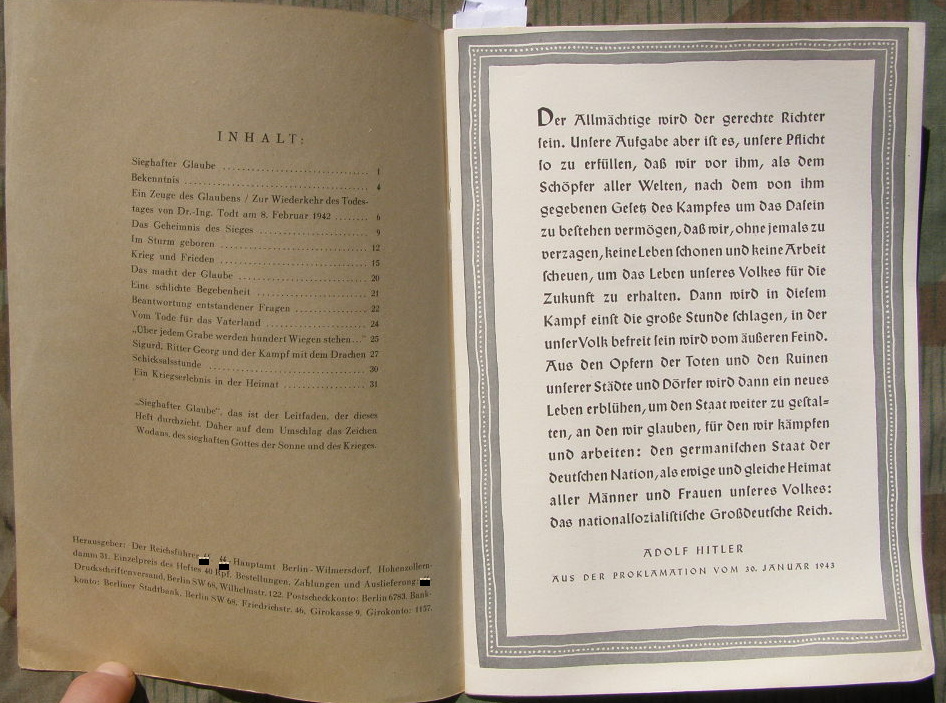 INHALT:
Sieghafter Glaube .......... 1
Bekenntnis .......... 4
Ein Zeuge des Glaubens / Zur Wiederkehr des Todes-
tages von Dr.-Ing. Todt am 8. Februar 1942 .......... 6
Das Geheimnis des Sieges .......... 9
Im Sturm geboren .......... 12
Krieg und Frieden .......... 15
Das macht der Glaube .......... 20
Eine schlichte Begebenheit .......... 21
Beantwortung entstandener Fragen .......... 22
Vom Tode für das Vaterland .......... 24
„Über jedem Grabe werden hundert Wiegen stehen..." 25
Sigurd, Ritter Georg und der Kampf mit dem Drachen 27
Schicksalsstunde .......... 30
Ein Kriegserlebnis in der Heimat .......... 31
„Sieghafter Glaube", das ist der Leitfaden, der dieses
Heft durchzieht. Daher auf dem Umschlag das Zeichen
Wodans, des sieghaften Gottes der Sonne und des Krieges.
Herausgeber: Der Reichsführer Hauptamt Berlin-Wilmersdorf, Hohenzollern-
damm 31. Einzelpreis des Heftes 40 Rpf. Bestellungen, Zahlungen und Auslieferung:
Druckschriftenversand, Berlin SW 68, Wilhelmstr. 122. Postscheckkonto: Berlin 6783, Bank-
konto: Berliner Stadtbank, Berlin SW 68, Friedrichstr. 46, Girokasse 9, Girokonto: 1157.
Der Allmächtige wird der gerechte Richter
sein. Unsere Aufgabe aber ist es, unsere Pflicht
so zu erfüllen, daß wir vor ihm, als dem
Schöpfer aller Welten, nach dem von ihm
gegebenen Gesetz des Kampfes um das Dasein
zu bestehen vermögen, daß wir, ohne jemals zu
verzagen, keine Leben schonen und keine Arbeit
scheuen, um das Leben unseres Volkes für die
Zukunft zu erhalten. Dann wird in diesem
Kampf einst die große Stunde schlagen, in der
unser Volk befreit sein wird vom äußeren Feind.
Aus den Opfern der Toten und den Ruinen
unserer Städte und Dörfer wird dann ein neues
Leben erblühen, um den Staat weiter zu gestal=
ten, an den wir glauben, für den wir kämpfen
und arbeiten: den germanischen Staat der
deutschen Nation, als ewige und gleiche Heimat
aller Männer und Frauen unseres Volkes:
das nationalsozialistische Großdeutsche Reich.
ADOLF HITLER
AUS DER PROKLAMATION VOM 30. JANUAR 1943